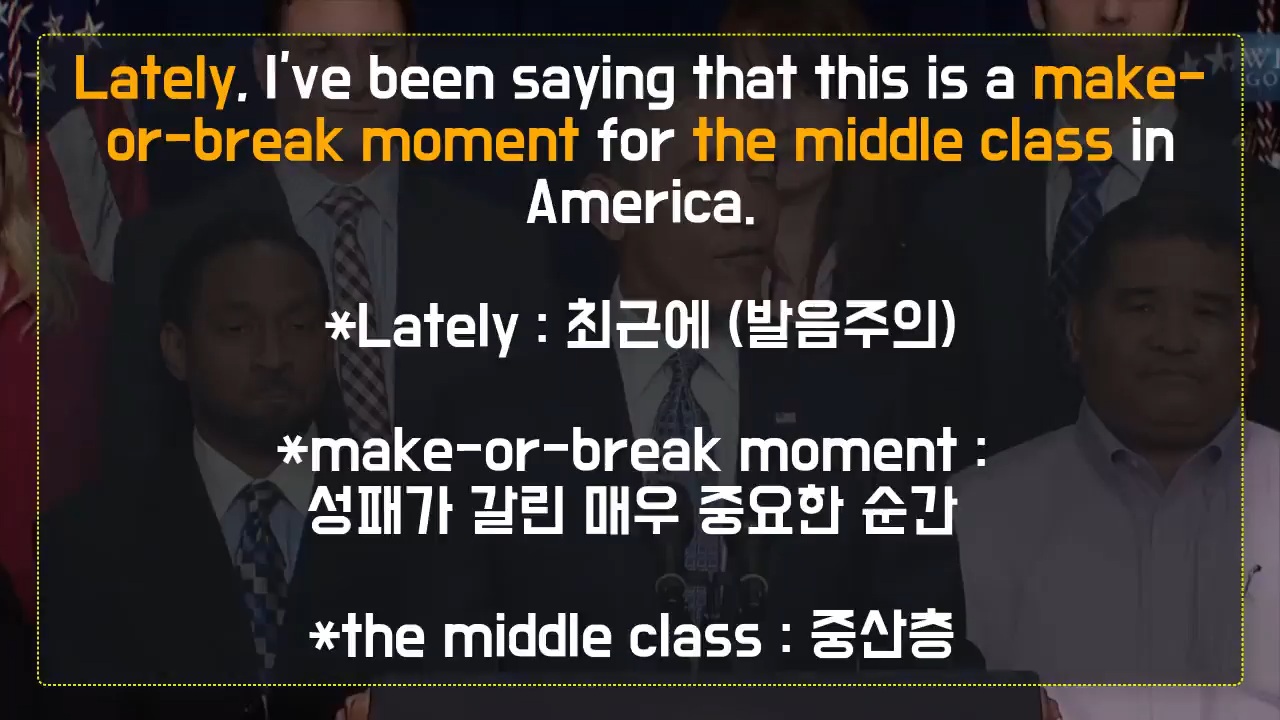 Lately, I've been saying that this is a make-
or-break moment for the middle class in
America.
*Lately : 최근에 (발음주의)
*make-or-break moment :
성패가 갈린 매우 중요한 순간
*the middle class : 중산층